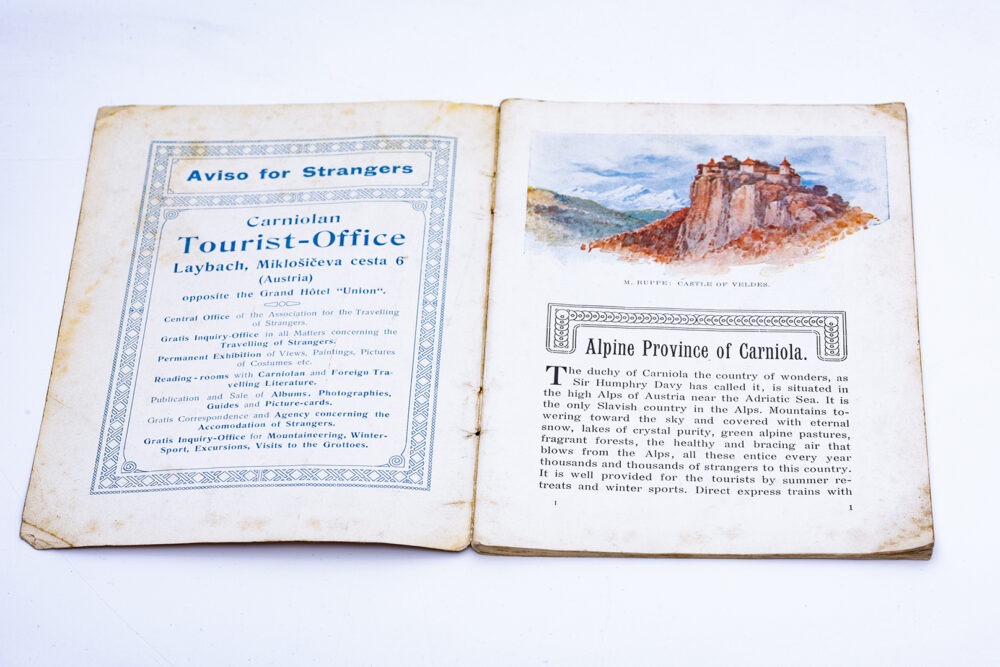 Aviso for Strangers
Carniolan
Tourist-Office
Laybach, Miklošičeva cesta 6
(Austria)
opposite the Grand Hôtel "Union".
Central Office of the Association for the Travelling
of Strangers.
Gratis Inquiry-Office in all Matters concerning the
Travelling of Strangers.
Permanent Exhibition of Views, Paintings, Pictures
of Costumes etc.
Reading-rooms with Carniolan and Foreign Tra-
velling Literature.
Publication and Sale of Albums, Photographies,
Guides and Picture-cards.
Gratis Correspondence and Agency concerning the
Accomodation of Strangers.
Gratis Inquiry-Office for Mountaineering, Winter-
Sport, Excursions, Visits to the Grottoes.
M. RUPPE: CASTLE OF VELDES.
Alpine Province of Carniola.
The duchy of Carniola the country of wonders, as
Sir Humphry Davy has called it, is situated in
the high Alps of Austria near the Adriatic Sea. It is
the only Slavish country in the Alps. Mountains to-
wering toward the sky and covered with eternal
snow, lakes of crystal purity, green alpine pastures,
fragrant forests, the healthy and bracing air that
blows from the Alps, all these entice every year
thousands and thousands of strangers to this country.
It is well provided for the tourists by summer re-
treats and winter sports. Direct express trains with
1
1